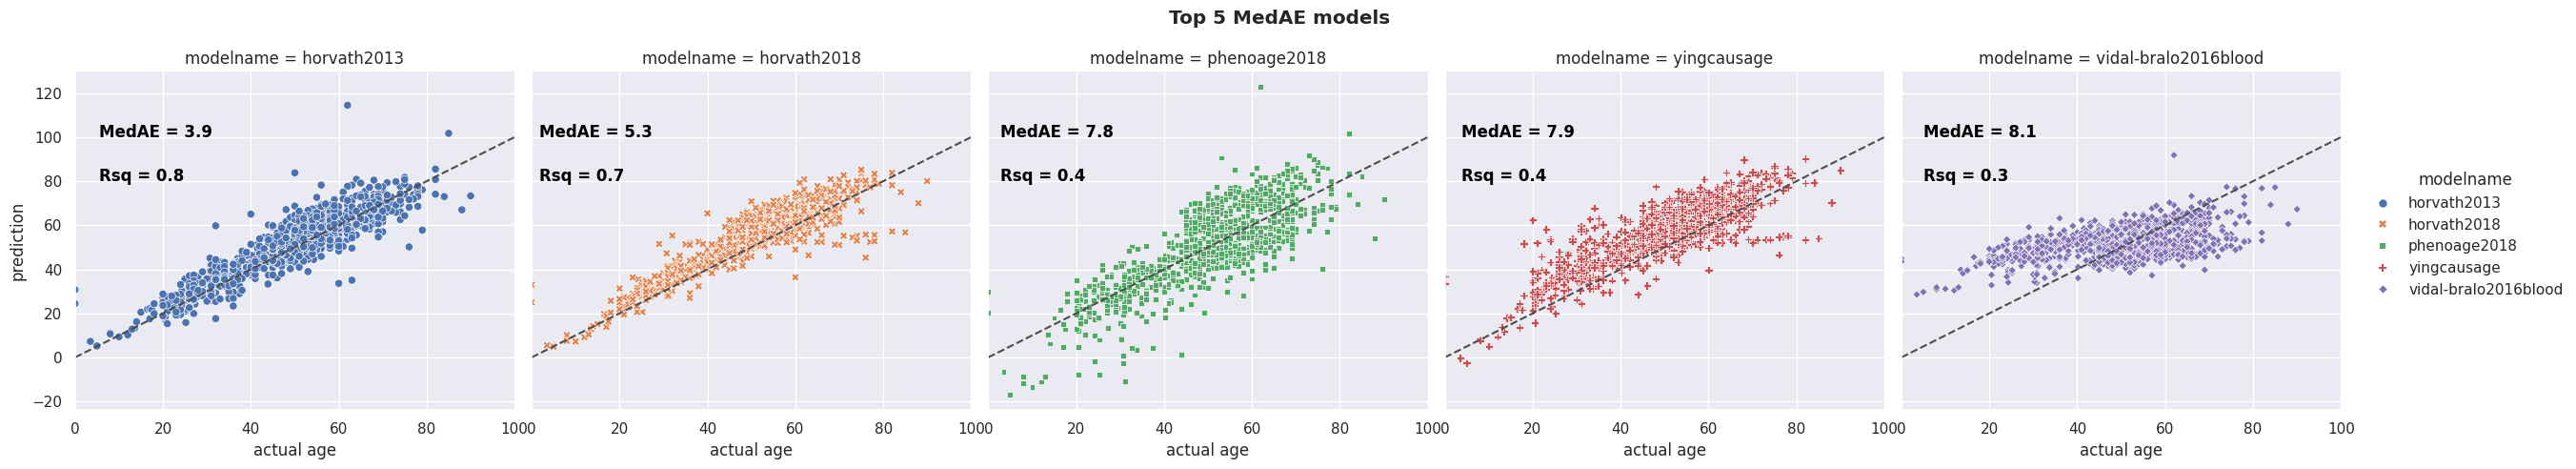 Top 5 MedAE models
modelname = horvath2013
modelname = horvath2018
modelname = phenoage2018
modelname = yingcausage
modelname = vidal-bralo2016blood
120
100
80
60
40
20
0
−20
prediction
MedAE = 3.9
Rsq = 0.8
MedAE = 5.3
Rsq = 0.7
MedAE = 7.8
Rsq = 0.4
MedAE = 7.9
Rsq = 0.4
MedAE = 8.1
Rsq = 0.3
0 20 40 60 80 100
0 20 40 60 80 100
0 20 40 60 80 100
0 20 40 60 80 100
0 20 40 60 80 100
actual age
actual age
actual age
actual age
actual age
modelname
horvath2013
horvath2018
phenoage2018
yingcausage
vidal-bralo2016blood